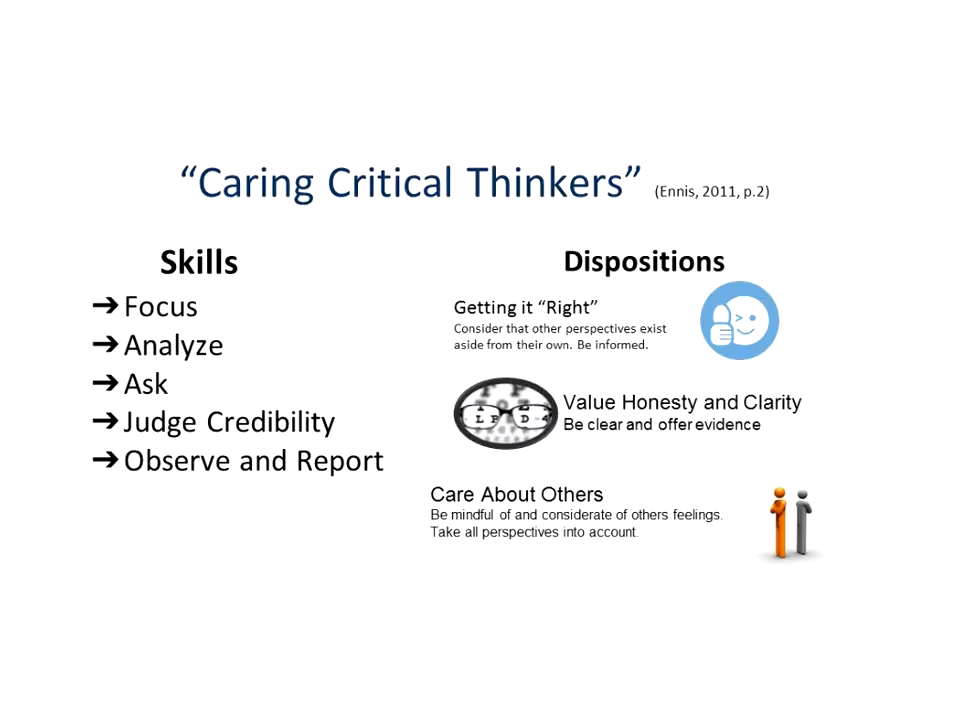 “Caring Critical Thinkers” (Ennis, 2011, p.2)
Skills
➔Focus
➔Analyze
➔Ask
➔Judge Credibility
➔Observe and Report
Dispositions
Getting it “Right”
Consider that other perspectives exist
aside from their own. Be informed.
L P D
Value Honesty and Clarity
Be clear and offer evidence
Care About Others
Be mindful of and considerate of others feelings.
Take all perspectives into account.